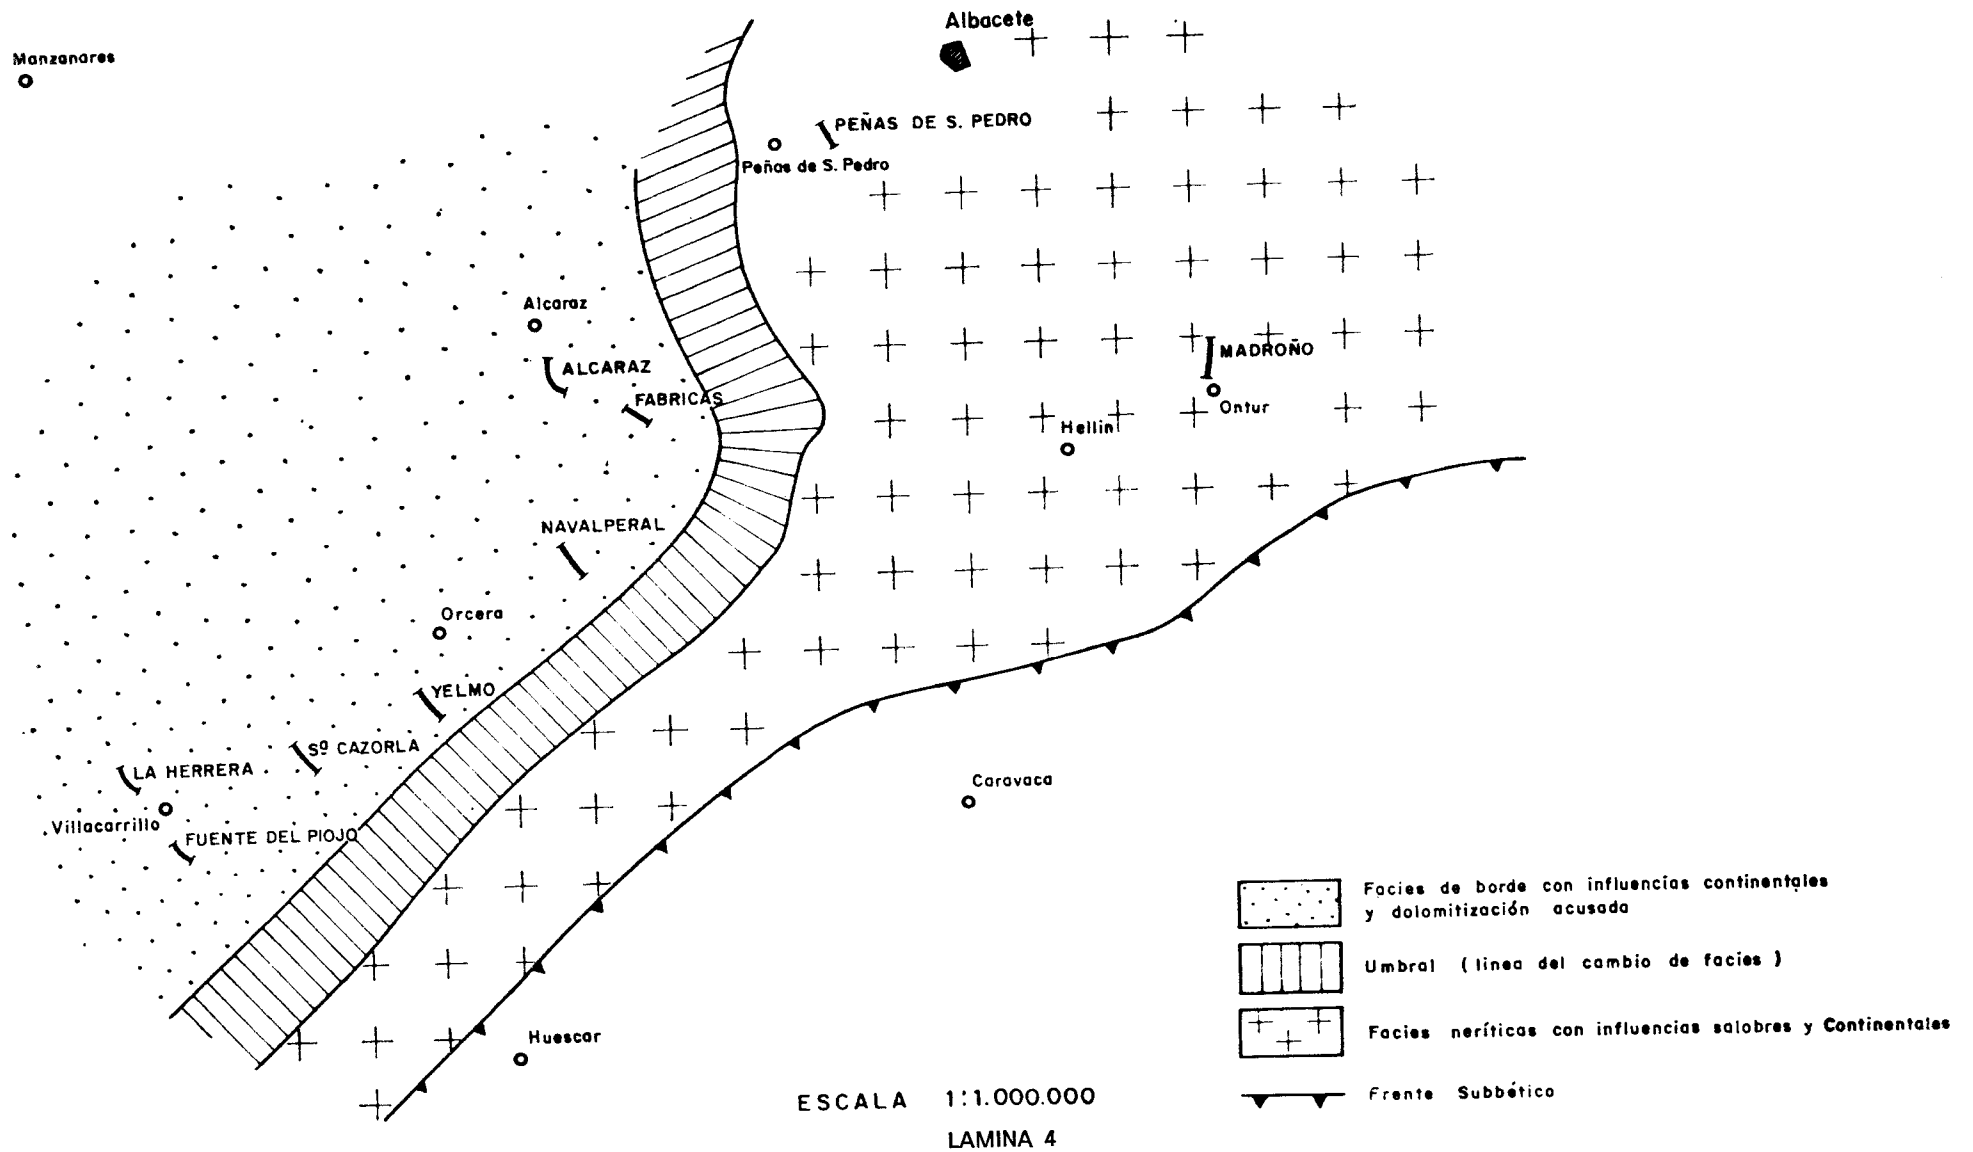 Albacete
Manzanares
PEÑAS DE S. PEDRO
Peñas de S. Pedro
Alcaraz
ALCARAZ
FABRICAS
MADROÑO
Ontur
Hellin
NAVALPERAL
Orcera
YELMO
Sº CAZORLA
LA HERRERA
Villacarrillo
FUENTE DEL PIOJO
Caravaca
Huescar
Facies de borde con influencias continentales
y dolomitización acusada
Umbral (linea del cambio de facies)
Facies neríticas con influencias salobres y Continentales
Frente Subbético
ESCALA 1:1.000.000
LAMINA 4